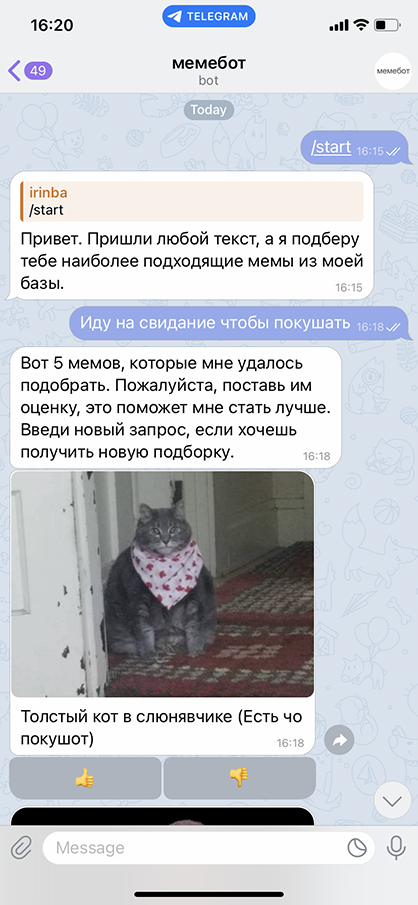 16:20
TELEGRAM
49
мемебот
bot
мемебот
Today
/start 16:15
irinba
/start
Привет. Пришли любой текст, а я подберу
тебе наиболее подходящие мемы из моей
базы.
16:15
Иду на свидание чтобы покушать 16:18
Вот 5 мемов, которые мне удалось
подобрать. Пожалуйста, поставь им
оценку, это поможет мне стать лучше.
Введи новый запрос, если хочешь
получить новую подборку.
16:18
Толстый кот в слюнявчике (Есть чо
покушот)
16:18
Message